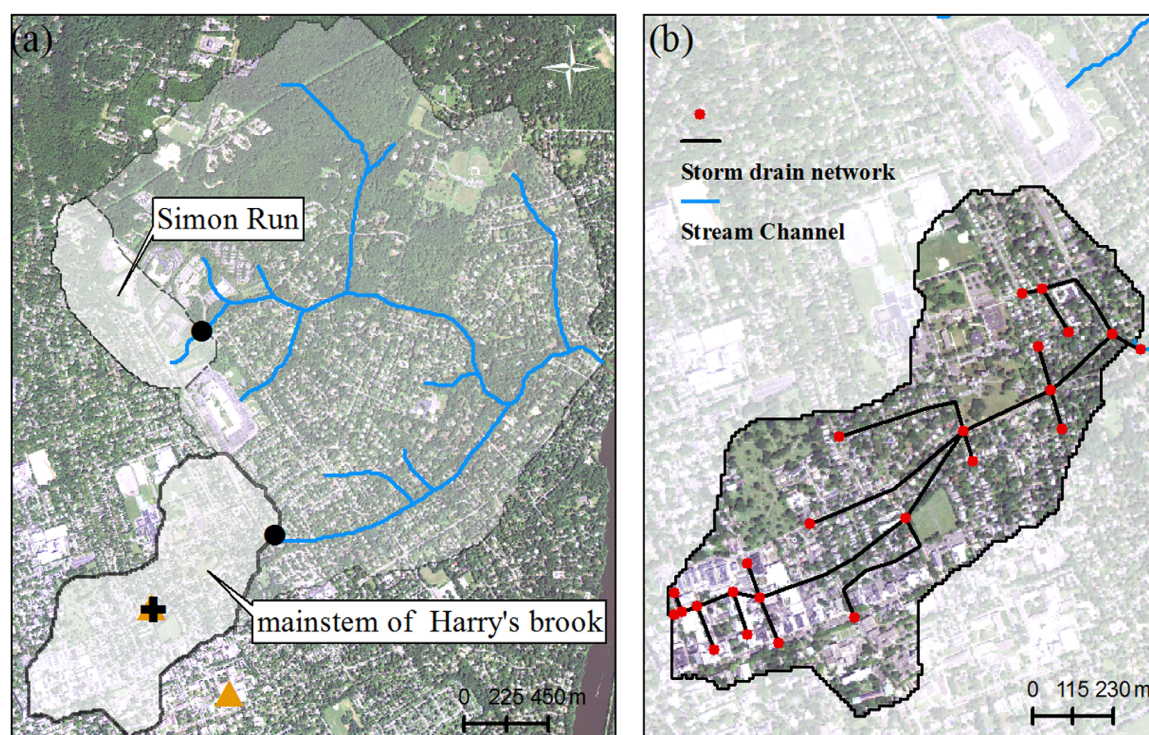 (a)
N
Simon Run
mainstem of Harry's brook
0 225 450 m
(b)
Storm drain network
Stream Channel
0 115 230 m